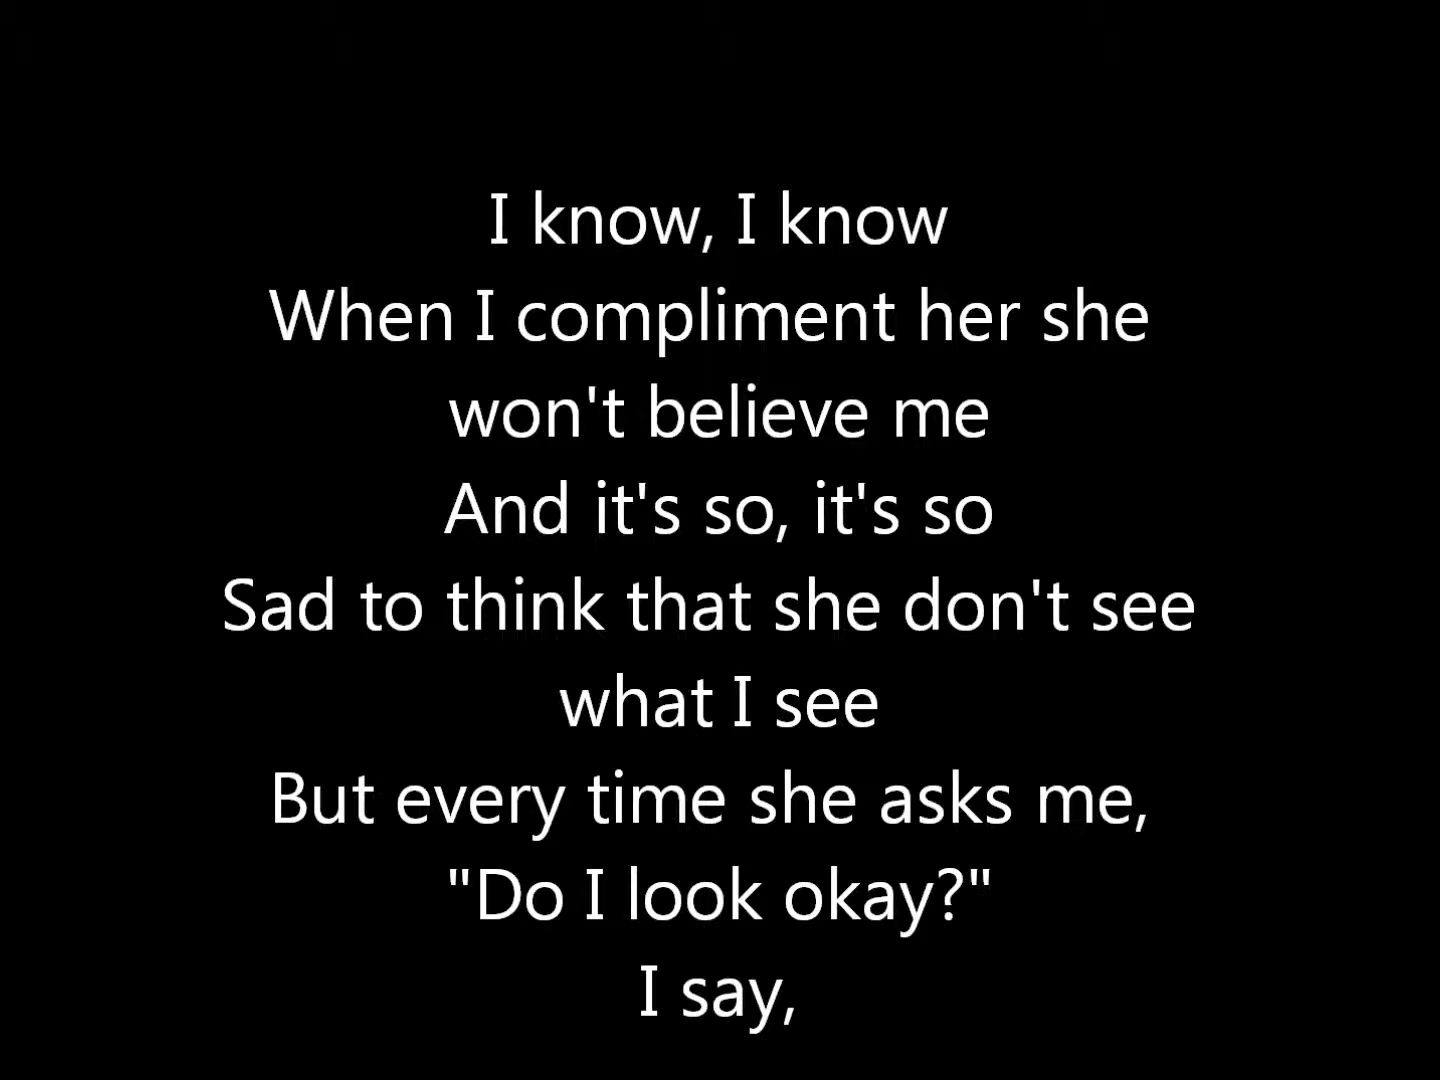 I know, I know
When I compliment her she
won't believe me
And it's so, it's so
Sad to think that she don't see
what I see
But every time she asks me,
"Do I look okay?"
I say,